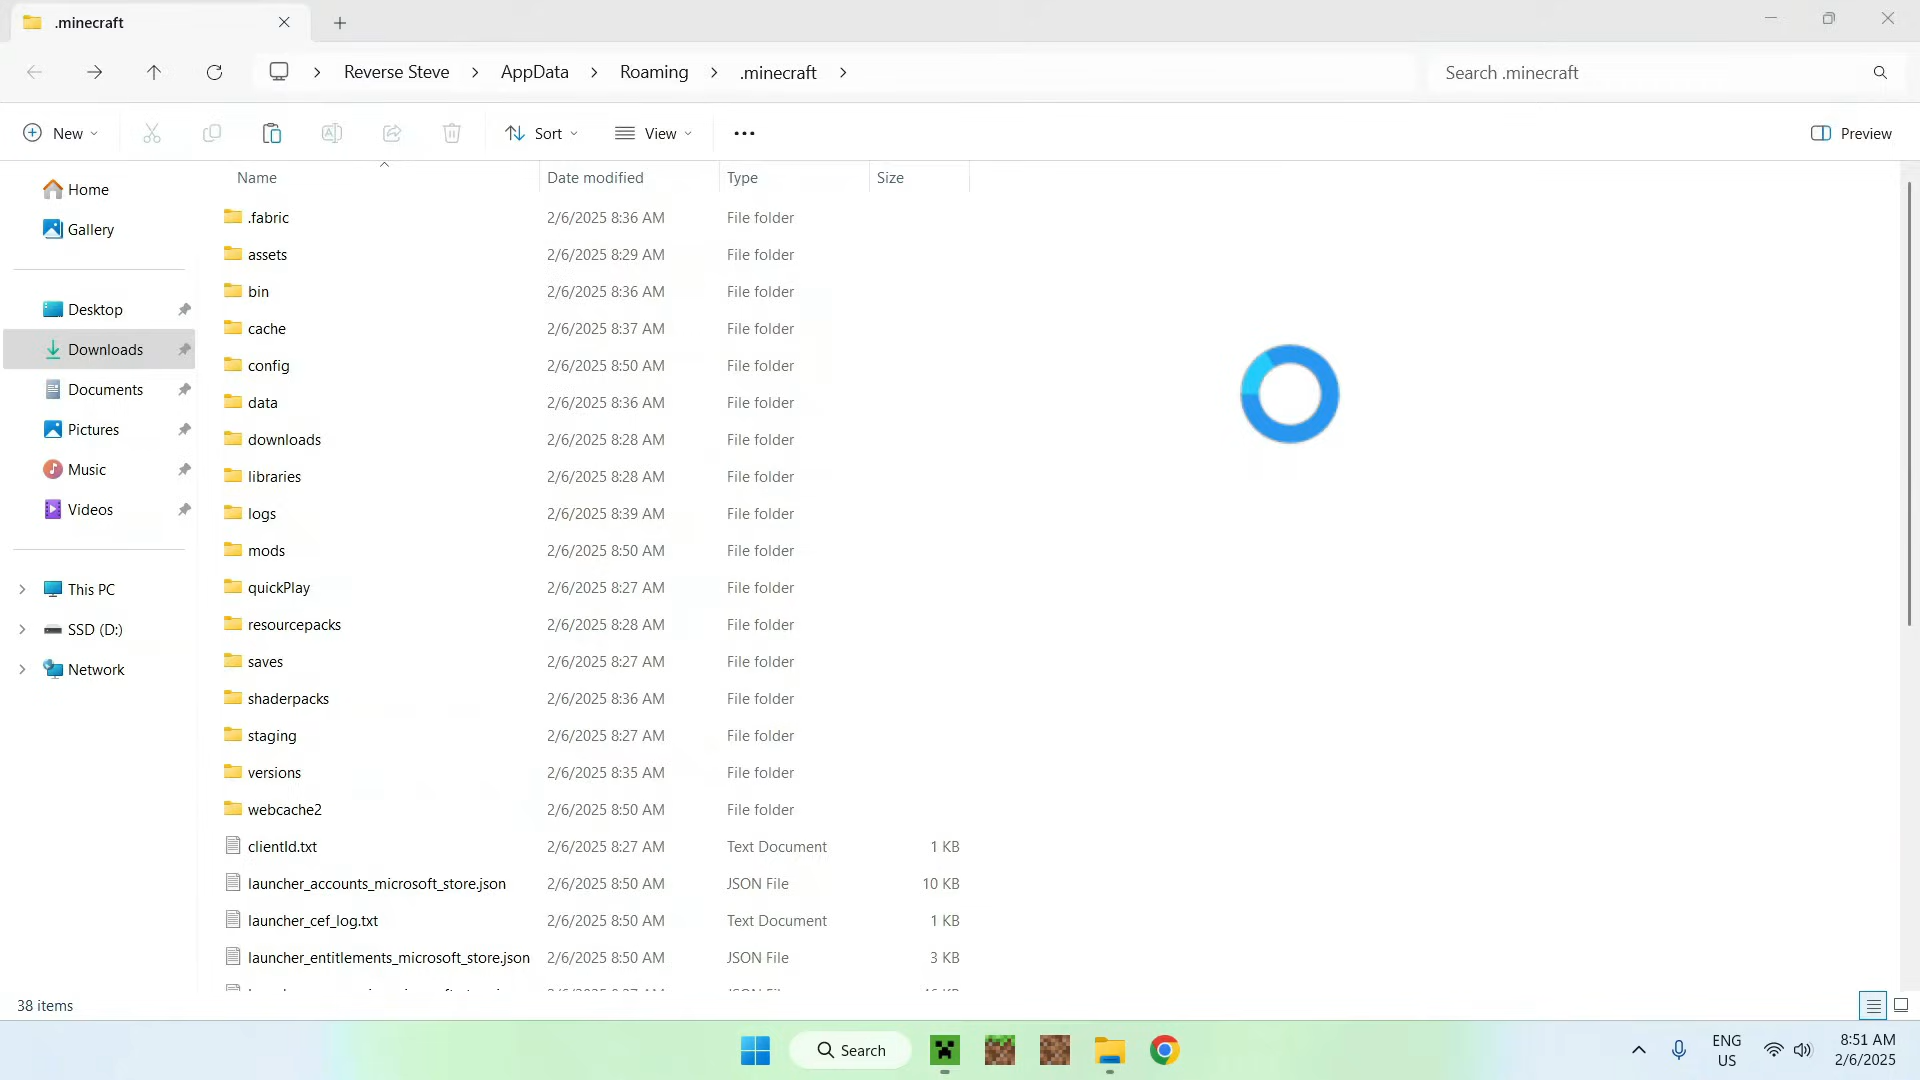 .minecraft
Reverse Steve > AppData > Roaming > .minecraft >
Search .minecraft
New
Sort
View
Preview
Name Date modified Type Size
Home
Gallery
Desktop
Downloads
Documents
Pictures
Music
Videos
This PC
SSD (D:)
Network
.fabric 2/6/2025 8:36 AM File folder
assets 2/6/2025 8:29 AM File folder
bin 2/6/2025 8:36 AM File folder
cache 2/6/2025 8:37 AM File folder
config 2/6/2025 8:50 AM File folder
data 2/6/2025 8:36 AM File folder
downloads 2/6/2025 8:28 AM File folder
libraries 2/6/2025 8:28 AM File folder
logs 2/6/2025 8:39 AM File folder
mods 2/6/2025 8:50 AM File folder
quickPlay 2/6/2025 8:27 AM File folder
resourcepacks 2/6/2025 8:28 AM File folder
saves 2/6/2025 8:27 AM File folder
shaderpacks 2/6/2025 8:36 AM File folder
staging 2/6/2025 8:27 AM File folder
versions 2/6/2025 8:35 AM File folder
webcache2 2/6/2025 8:50 AM File folder
clientId.txt 2/6/2025 8:27 AM Text Document 1 KB
launcher_accounts_microsoft_store.json 2/6/2025 8:50 AM JSON File 10 KB
launcher_cef_log.txt 2/6/2025 8:50 AM Text Document 1 KB
launcher_entitlements_microsoft_store.json 2/6/2025 8:50 AM JSON File 3 KB
38 items
Search
ENG
US
8:51 AM
2/6/2025